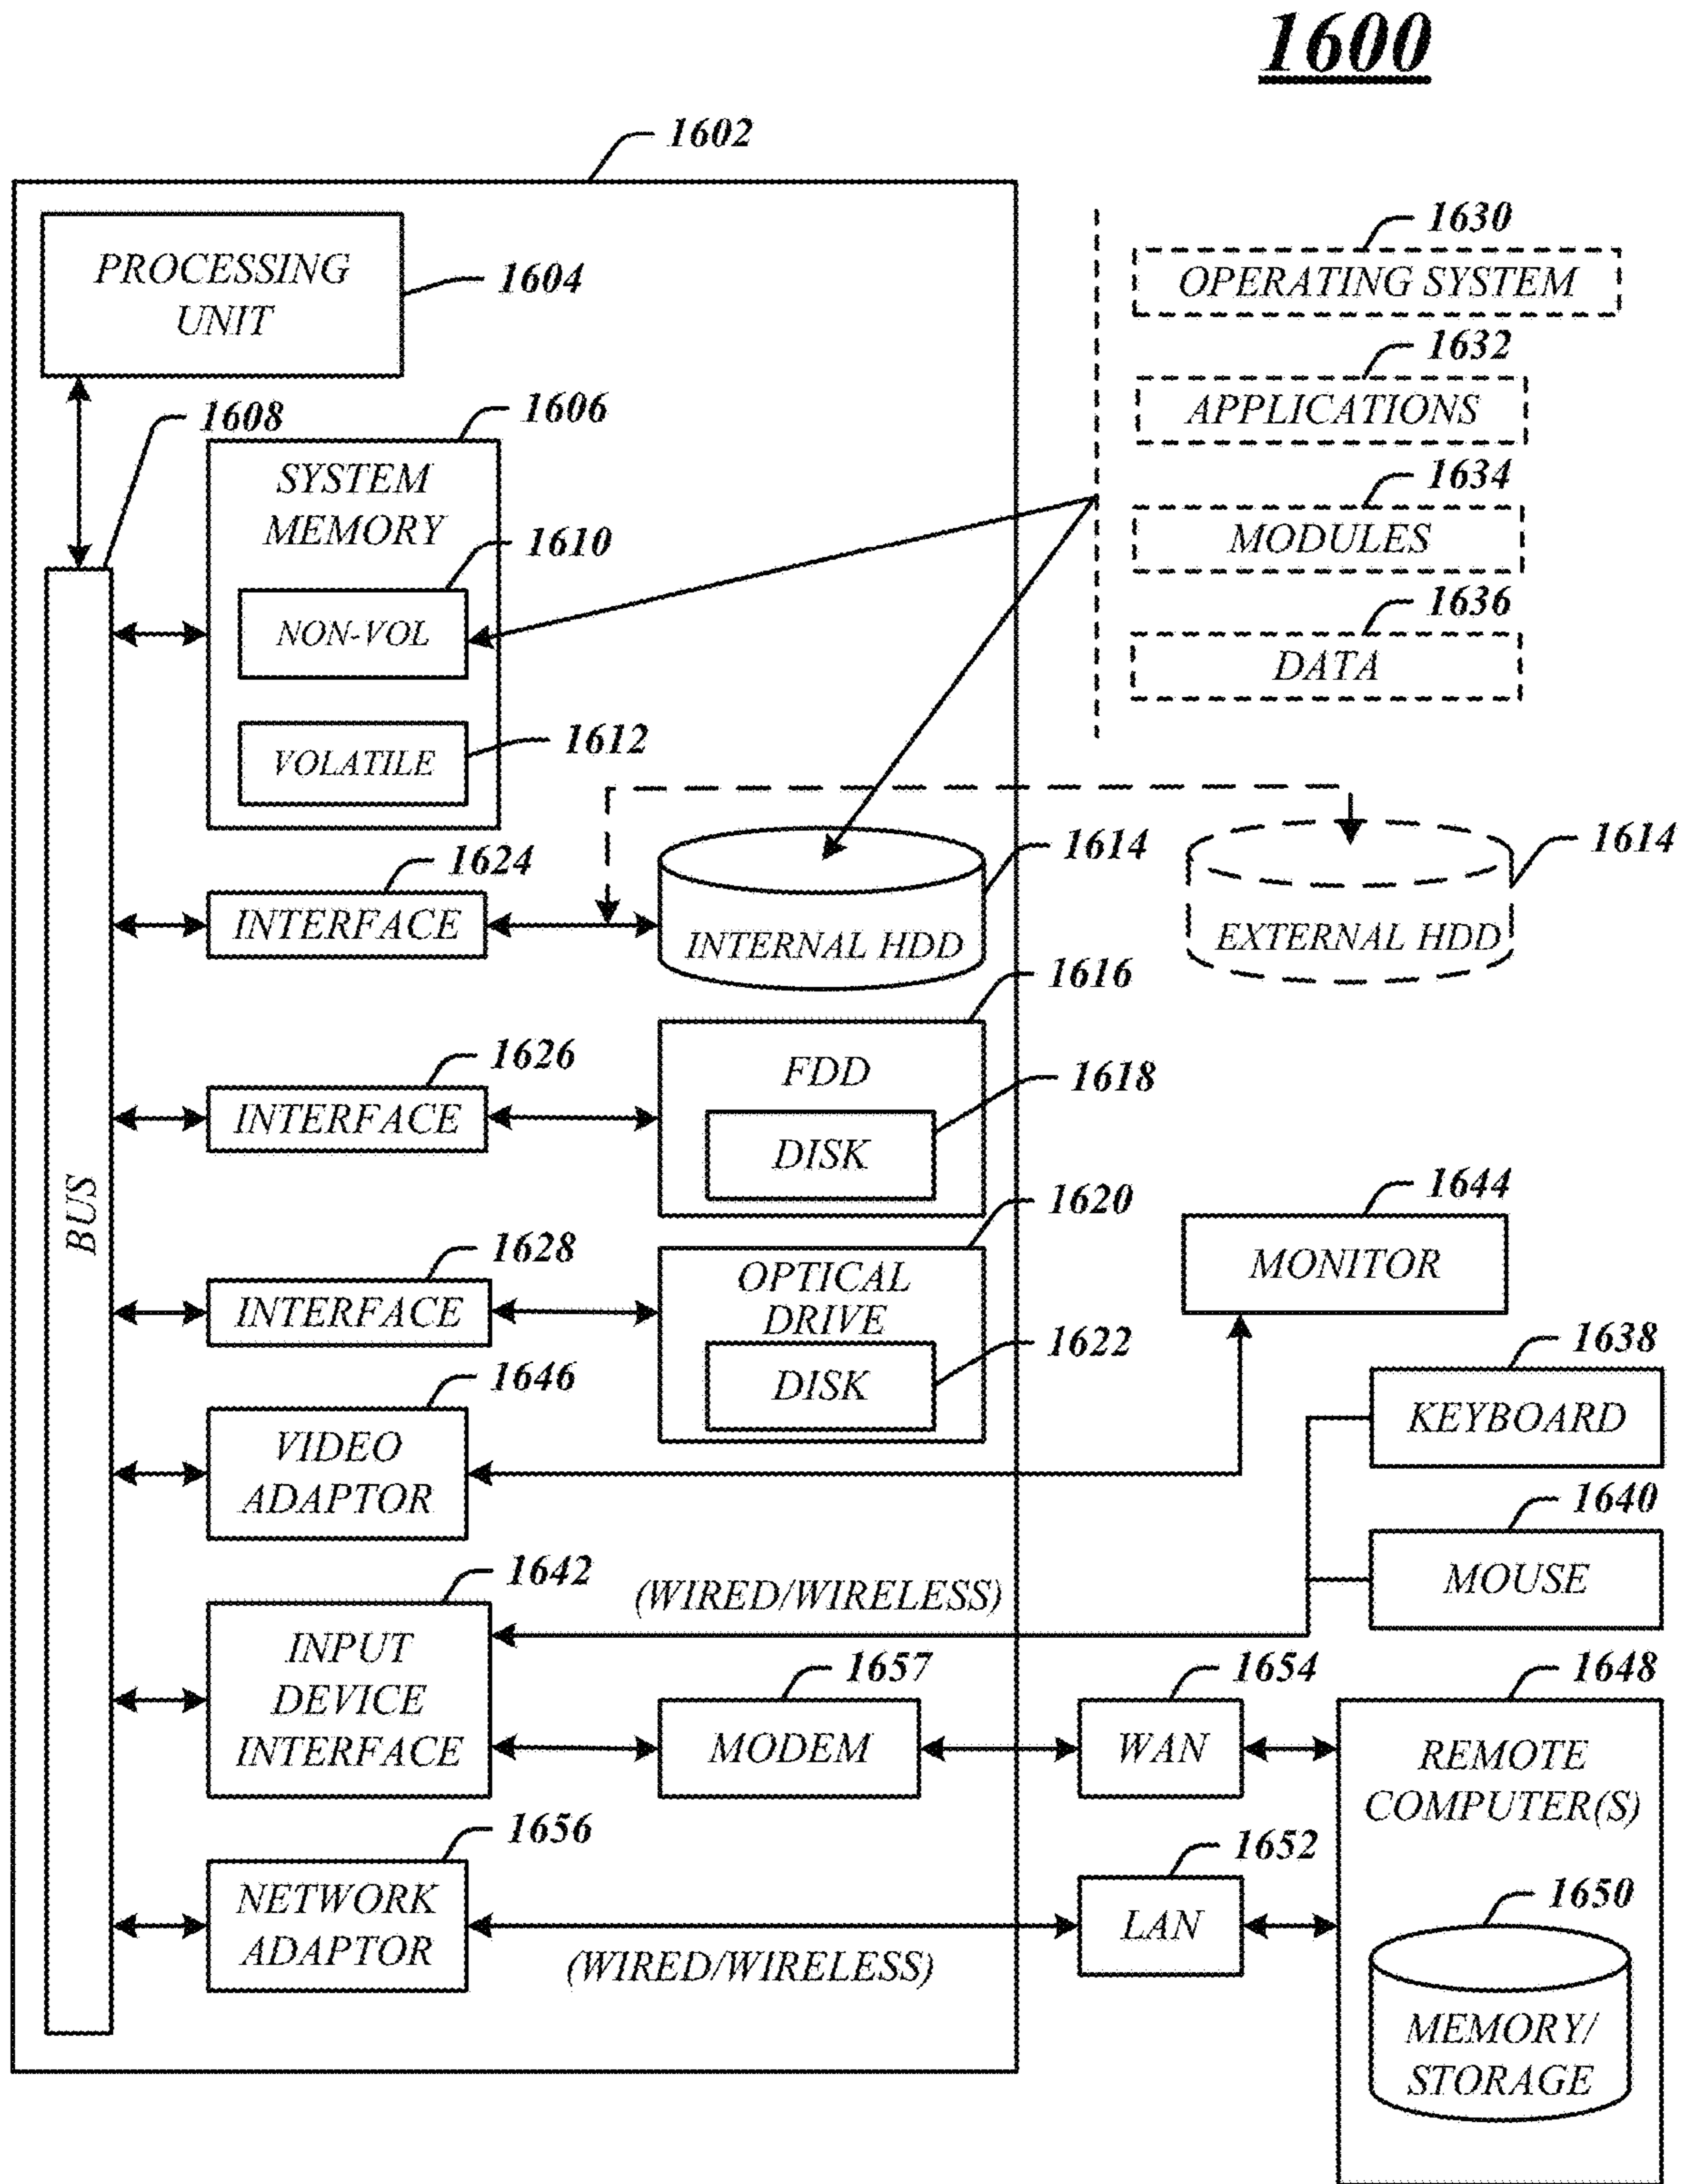 1600
1602
PROCESSING
UNIT
1604
1608
1606
SYSTEM
MEMORY
1610
NON-VOL
1612
VOLATILE
1630
OPERATING SYSTEM
1632
APPLICATIONS
1634
MODULES
1636
DATA
1624
INTERFACE
1614
INTERNAL HDD
1614
EXTERNAL HDD
1616
FDD
1618
DISK
1626
INTERFACE
BUS
1620
OPTICAL
DRIVE
1622
DISK
1628
INTERFACE
1644
MONITOR
1646
VIDEO
ADAPTOR
1638
KEYBOARD
1640
MOUSE
1642
INPUT
DEVICE
INTERFACE
(WIRED/WIRELESS)
1657
MODEM
1654
WAN
1648
REMOTE
COMPUTER(S)
1656
NETWORK
ADAPTOR
(WIRED/WIRELESS)
1652
LAN
1650
MEMORY/
STORAGE